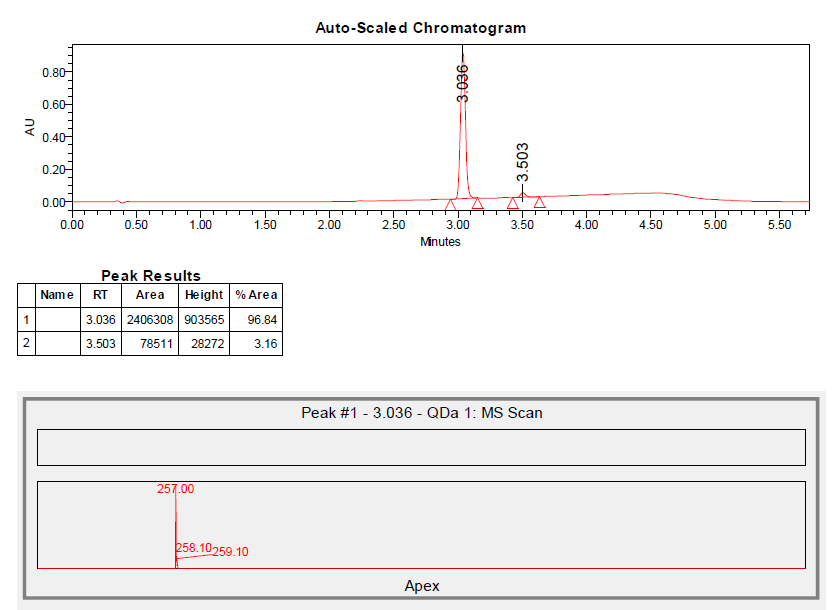 Auto-Scaled Chromatogram
AU
0.80
0.60
0.40
0.20
0.00
3.036
3.503
0.00 0.50 1.00 1.50 2.00 2.50 3.00 3.50 4.00 4.50 5.00 5.50
Minutes
Peak Results
Name RT Area Height % Area
1 3.036 2406308 903565 96.84
2 3.503 78511 28272 3.16
Peak #1 - 3.036 - QDa 1: MS Scan
257.00
258.10 259.10
Apex